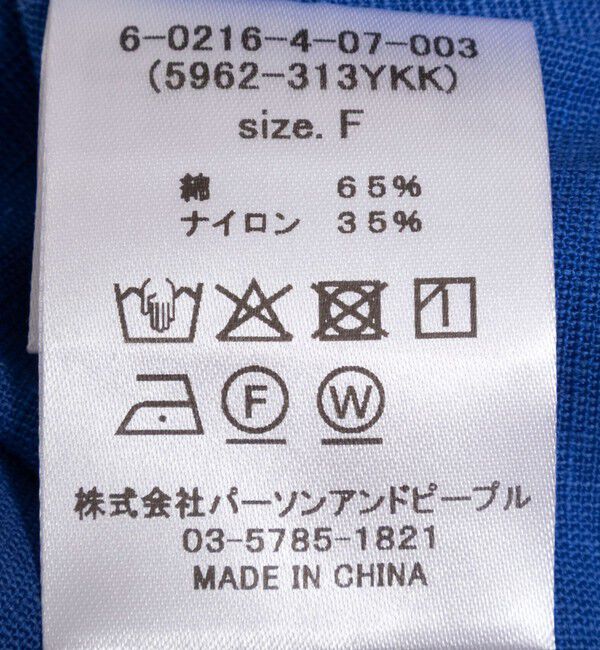 6-0216-4-07-003
(5962-313YKK)
size. F
綿 65%
ナイロン 35%
F W
株式会社パーソンアンドピープル
03-5785-1821
MADE IN CHINA